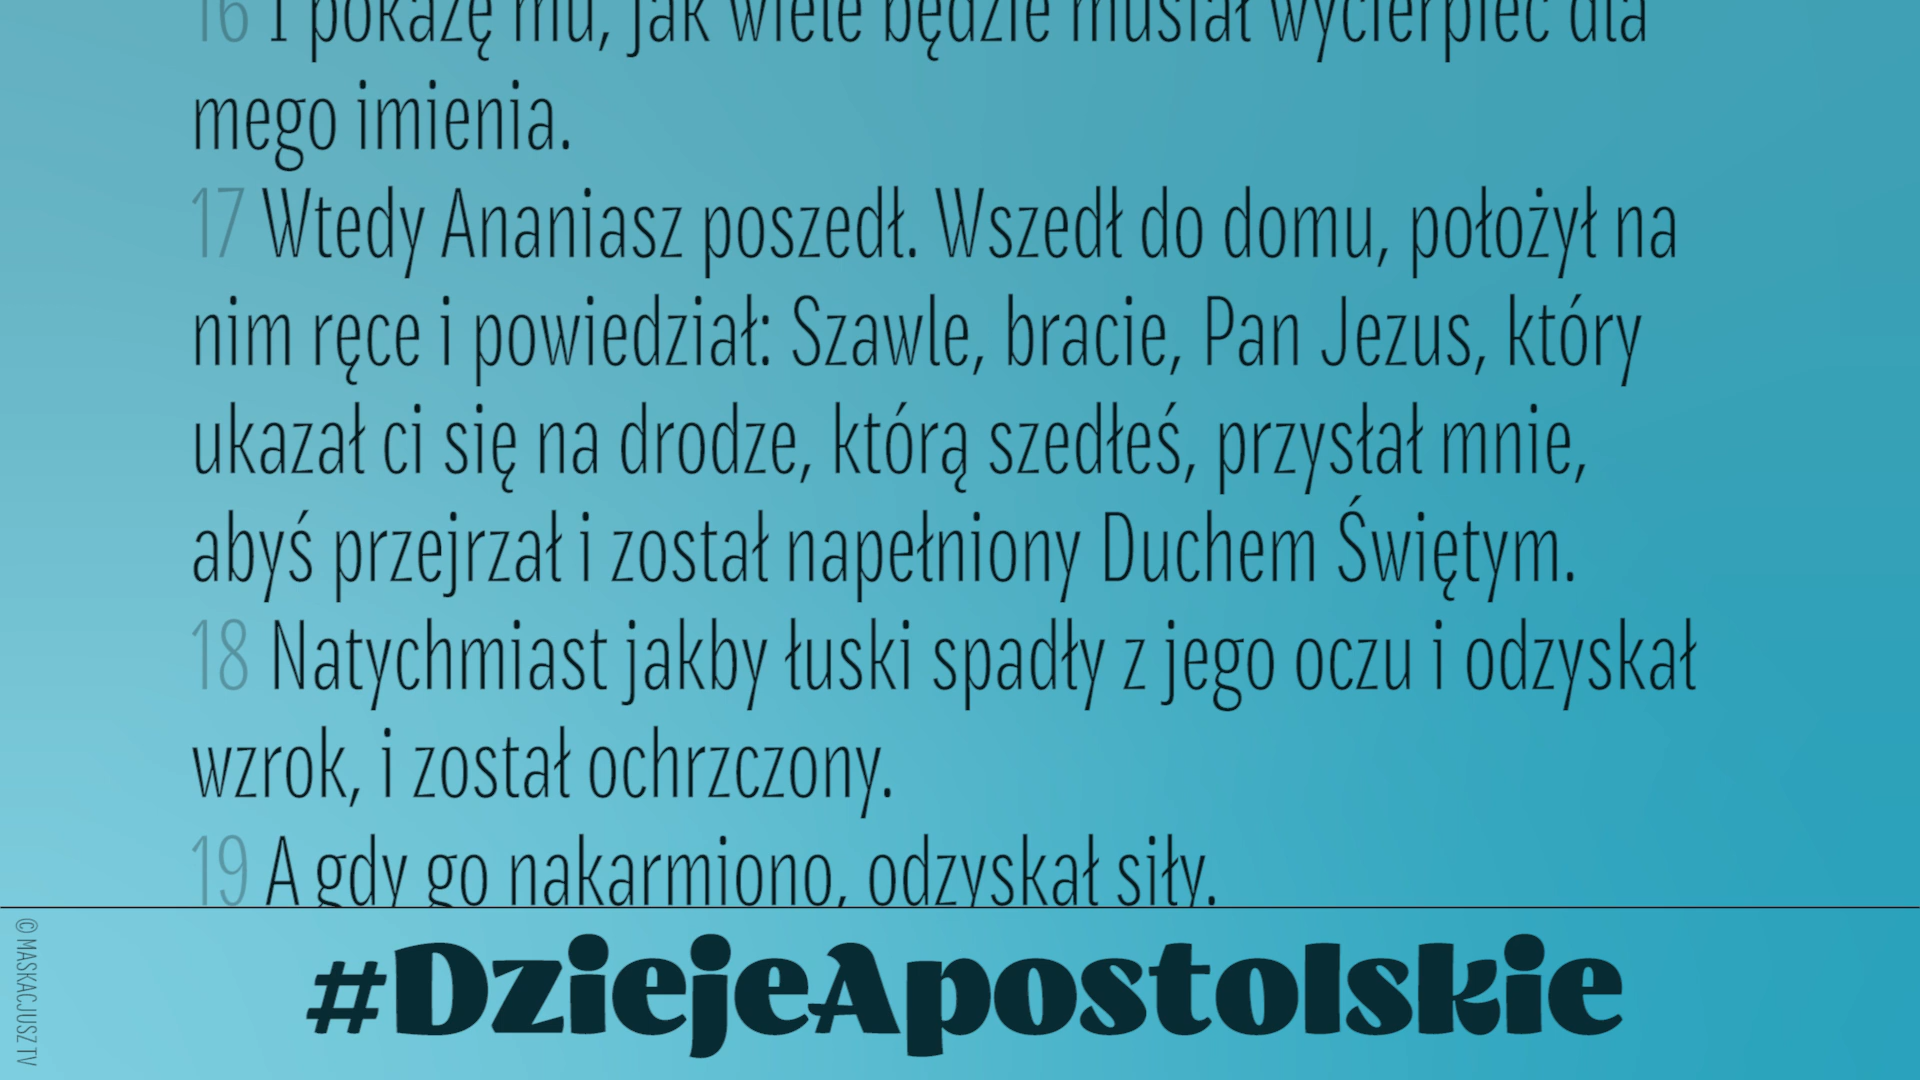 16 I pokażę mu, jak wiele będzie musiał wycierpieć dla
mego imienia.
17 Wtedy Ananiasz poszedł. Wszedł do domu, położył na
nim ręce i powiedział: Szawle, bracie, Pan Jezus, który
ukazał ci się na drodze, którą szedłeś, przysłał mnie,
abyś przejrzał i został napełniony Duchem Świętym.
18 Natychmiast jakby łuski spadły z jego oczu i odzyskał
wzrok, i został ochrzczony.
19 A gdy go nakarmiono, odzyskał siły.
#DziejeApostolskie
© MASKACJUSZ TV